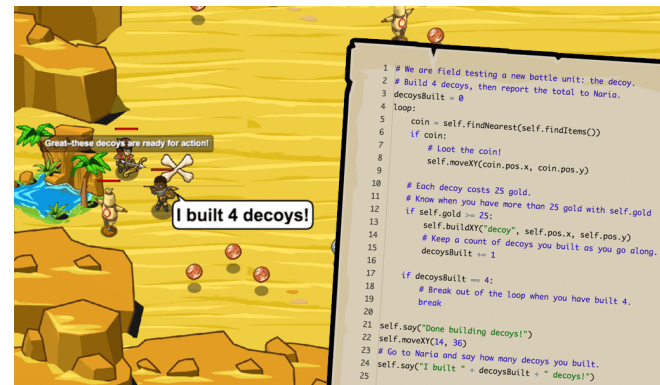 Great–these decoys are ready for action!
I built 4 decoys!
1 # We are field testing a new battle unit: the decoy.
2 # Build 4 decoys, then report the total to Naria.
3 decoysBuilt = 0
4 loop:
5 coin = self.findNearest(self.findItems())
6 if coin:
7 # Loot the coin!
8 self.moveXY(coin.pos.x, coin.pos.y)
9
10 # Each decoy costs 25 gold.
11 # Know when you have more than 25 gold with self.gold
12 if self.gold >= 25:
13 self.buildXY("decoy", self.pos.x, self.pos.y)
14 # Keep a count of decoys you built as you go along.
15 decoysBuilt += 1
16
17 if decoysBuilt == 4:
18 # Break out of the loop when you have built 4.
19 break
20
21 self.say("Done building decoys!")
22 self.moveXY(14, 36)
23 # Go to Naria and say how many decoys you built.
24 self.say("I built " + decoysBuilt + " decoys!")
25